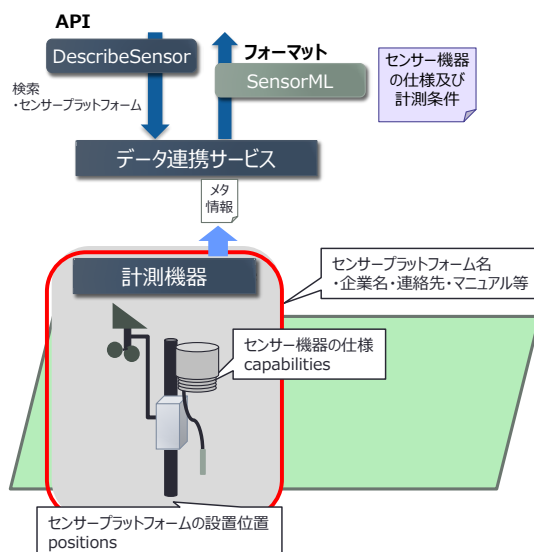 API
DescribeSensor
フォーマット
SensorML
検索
・センサープラットフォーム
センサー機器
の仕様及び
計測条件
データ連携サービス
メタ
情報
計測機器
センサープラットフォーム名
・企業名・連絡先・マニュアル等
センサー機器の仕様
capabilities
センサープラットフォームの設置位置
positions